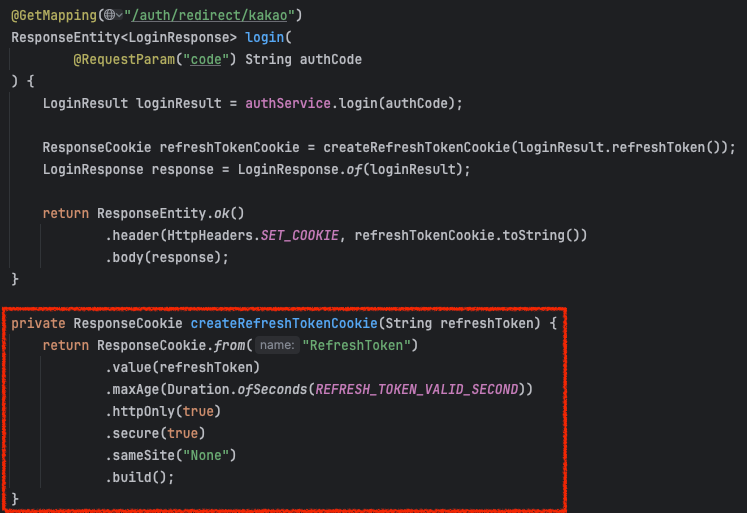 @GetMapping("/auth/redirect/kakao")
ResponseEntity<LoginResponse> login(
        @RequestParam("code") String authCode
) {
    LoginResult loginResult = authService.login(authCode);

    ResponseCookie refreshTokenCookie = createRefreshTokenCookie(loginResult.refreshToken());
    LoginResponse response = LoginResponse.of(loginResult);

    return ResponseEntity.ok()
            .header(HttpHeaders.SET_COOKIE, refreshTokenCookie.toString())
            .body(response);
}

private ResponseCookie createRefreshTokenCookie(String refreshToken) {
    return ResponseCookie.from( name: "RefreshToken")
            .value(refreshToken)
            .maxAge(Duration.ofSeconds(REFRESH_TOKEN_VALID_SECOND))
            .httpOnly(true)
            .secure(true)
            .sameSite("None")
            .build();
}